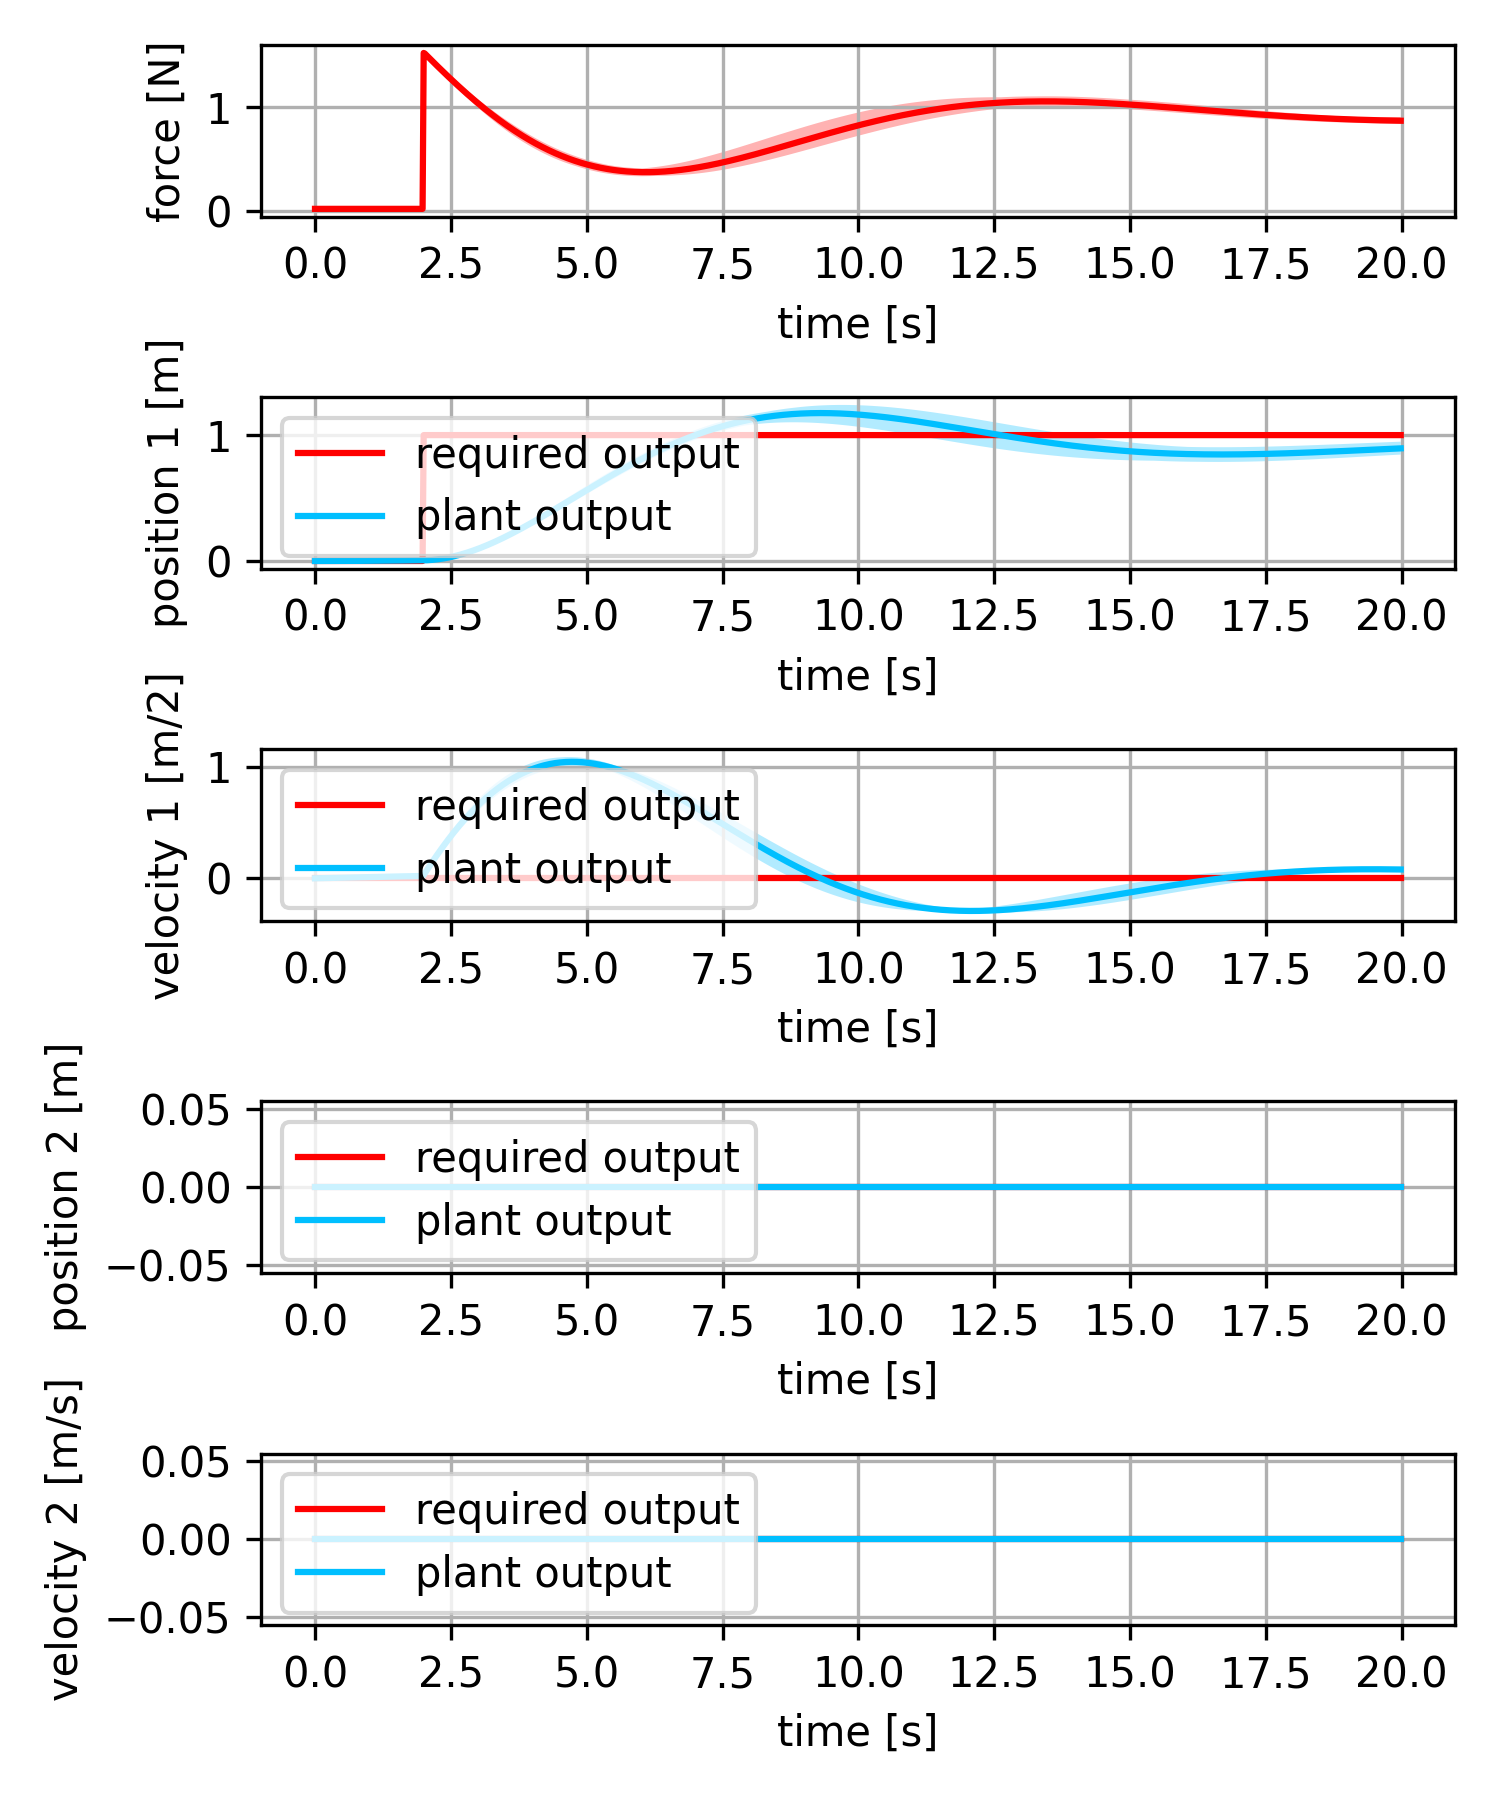 force [N]
1
0
0.0 2.5 5.0 7.5 10.0 12.5 15.0 17.5 20.0
time [s]
position 1 [m]
1
0
required output
plant output
0.0 2.5 5.0 7.5 10.0 12.5 15.0 17.5 20.0
time [s]
velocity 1 [m/2]
1
0
required output
plant output
0.0 2.5 5.0 7.5 10.0 12.5 15.0 17.5 20.0
time [s]
position 2 [m]
0.05
0.00
−0.05
required output
plant output
0.0 2.5 5.0 7.5 10.0 12.5 15.0 17.5 20.0
time [s]
velocity 2 [m/s]
0.05
0.00
−0.05
required output
plant output
0.0 2.5 5.0 7.5 10.0 12.5 15.0 17.5 20.0
time [s]